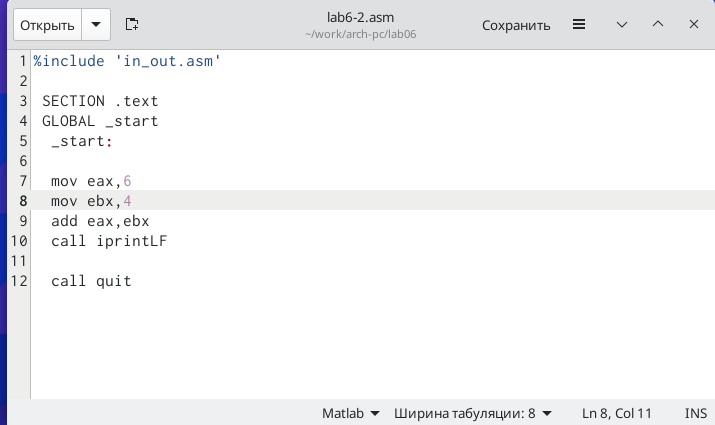 Открыть
lab6-2.asm
~/work/arch-pc/lab06
Сохранить
1 %include 'in_out.asm'
2
3 SECTION .text
4 GLOBAL _start
5 _start:
6
7 mov eax,6
8 mov ebx,4
9 add eax,ebx
10 call iprintLF
11
12 call quit
Matlab Ширина табуляции: 8 Ln 8, Col 11 INS